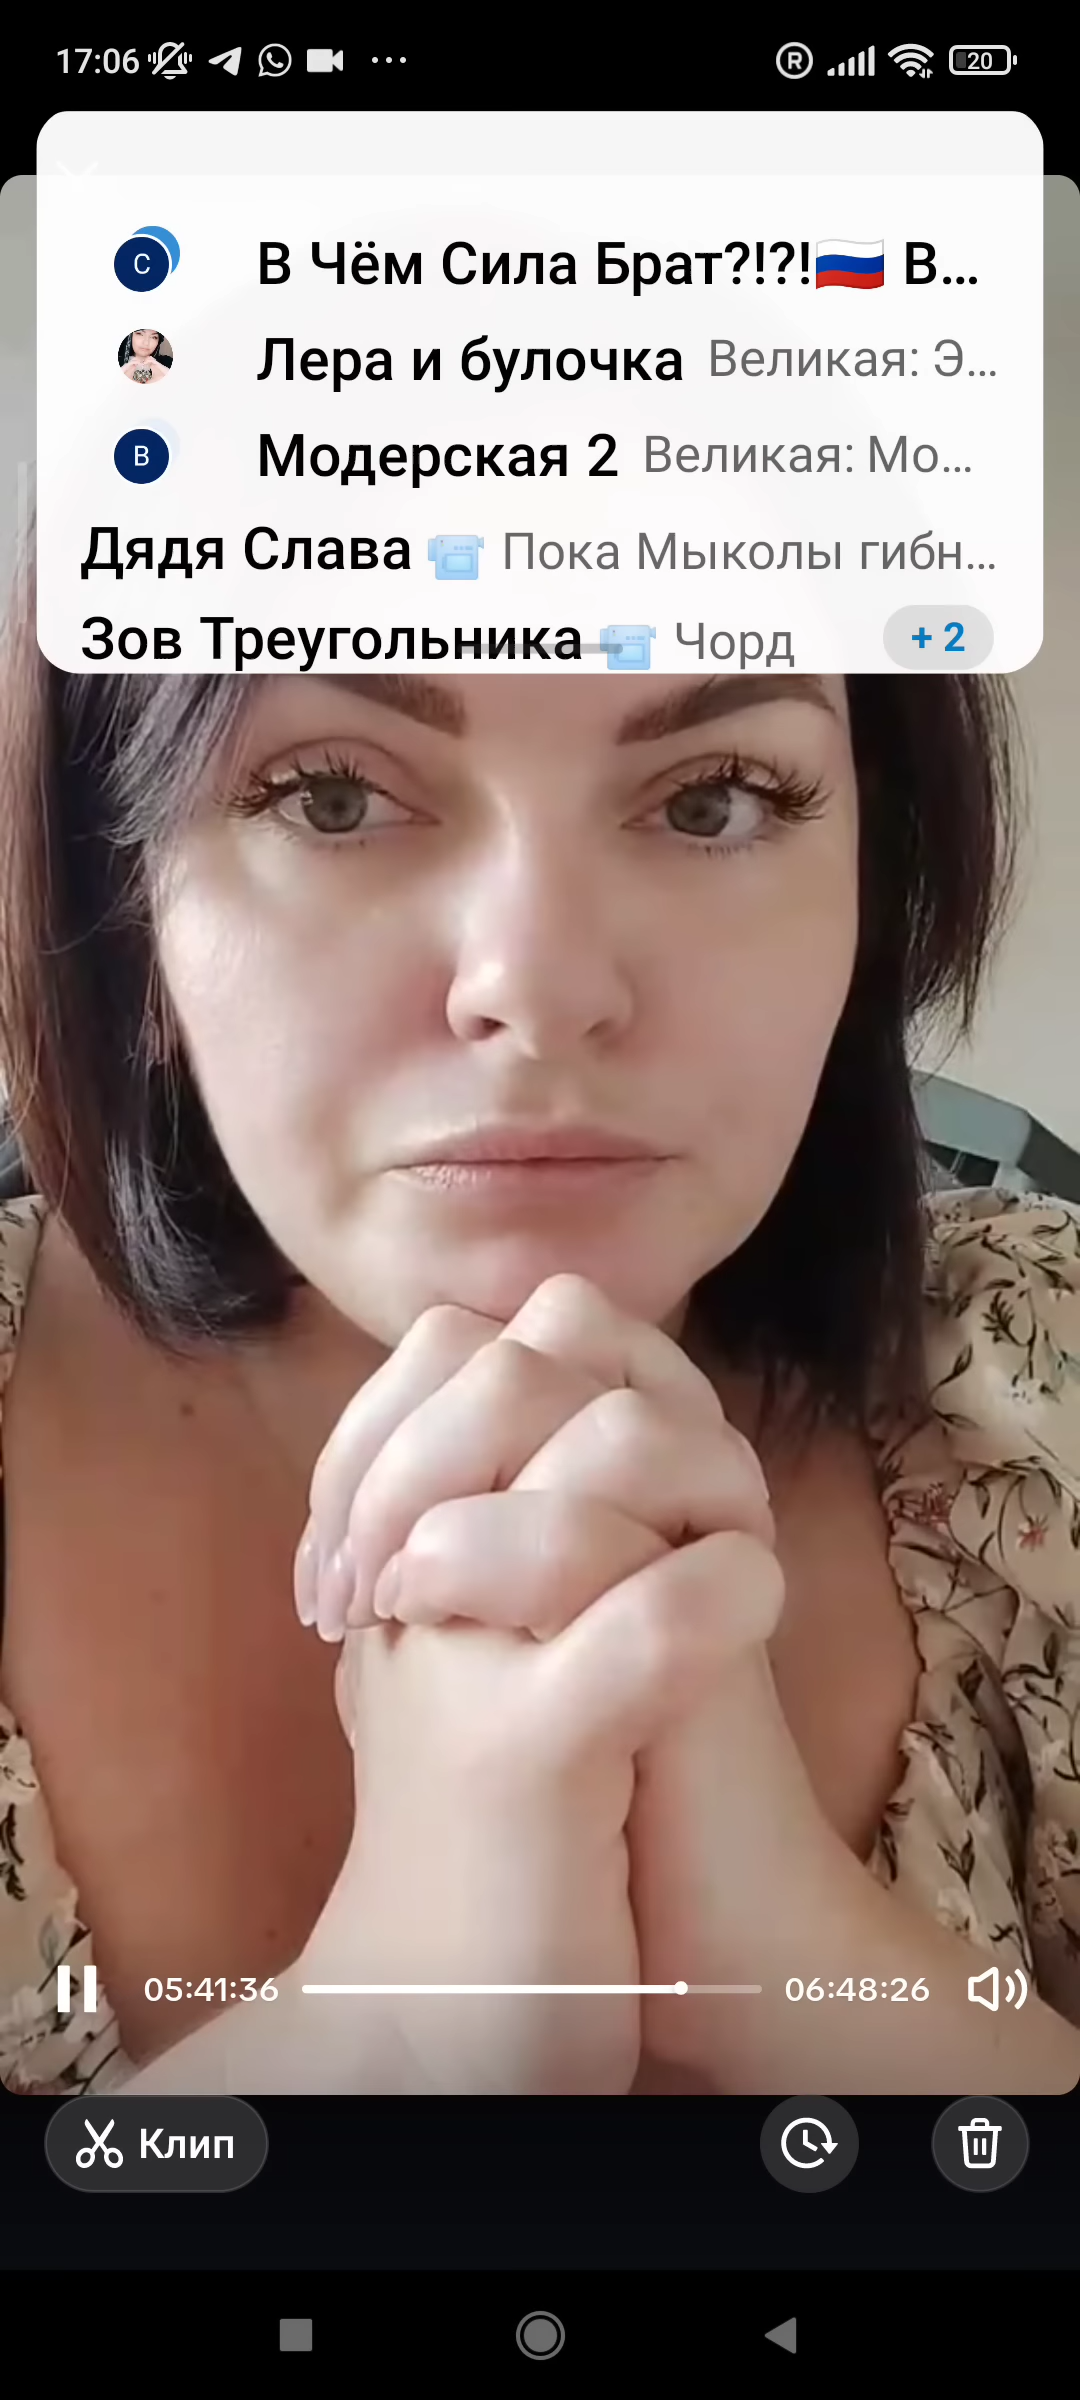 17:06 ... R 20
C В Чём Сила Брат?!?!🇷🇺 В...
Лера и булочка Великая: Э...
B Модерская 2 Великая: Мо...
Дядя Слава Пока Мыколы гибн...
Зов Треугольника Чорд + 2
05:41:36 06:48:26
Клип